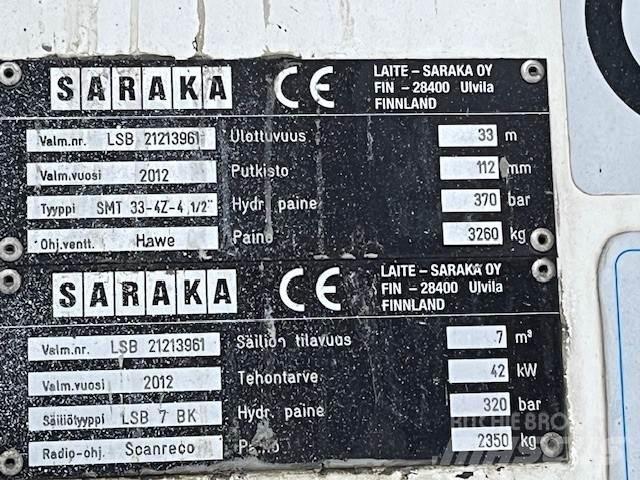 SARAKA CE LAITE - SARAKA OY
FIN - 28400 Ulvila
FINNLAND
Valm.nr. LSB 21213961 Ulottuvuus 33 m
Valm.vuosi 2012 Putkisto 112 mm
Tyyppi SMT 33-4Z-4 1/2" Hydr. paine 370 bar
Ohj.ventt. Hawe Paino 3260 kg
SARAKA CE LAITE - SARAKA OY
FIN - 28400 Ulvila
FINNLAND
Valm.nr. LSB 21213961 Säiliön tilavuus 7 m³
Valm.vuosi 2012 Tehontarve 42 kW
Säiliötyyppi LSB 7 BK Hydr. paine 320 bar
Radio-ohj. Scanreco Paino 2350 kg